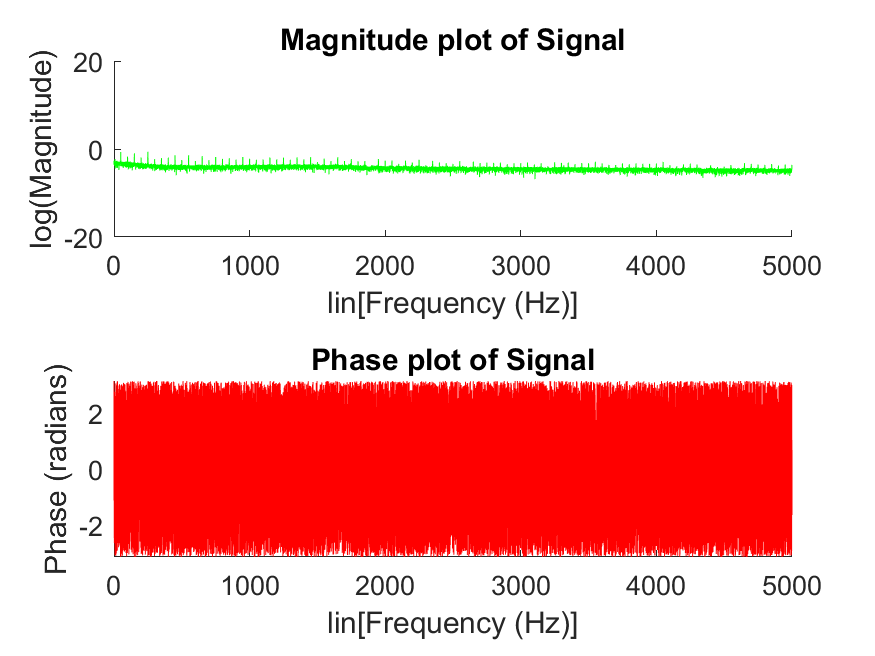 Magnitude plot of Signal
log(Magnitude)
20
0
-20
0 1000 2000 3000 4000 5000
lin[Frequency (Hz)]
Phase plot of Signal
Phase (radians)
2
0
-2
0 1000 2000 3000 4000 5000
lin[Frequency (Hz)]